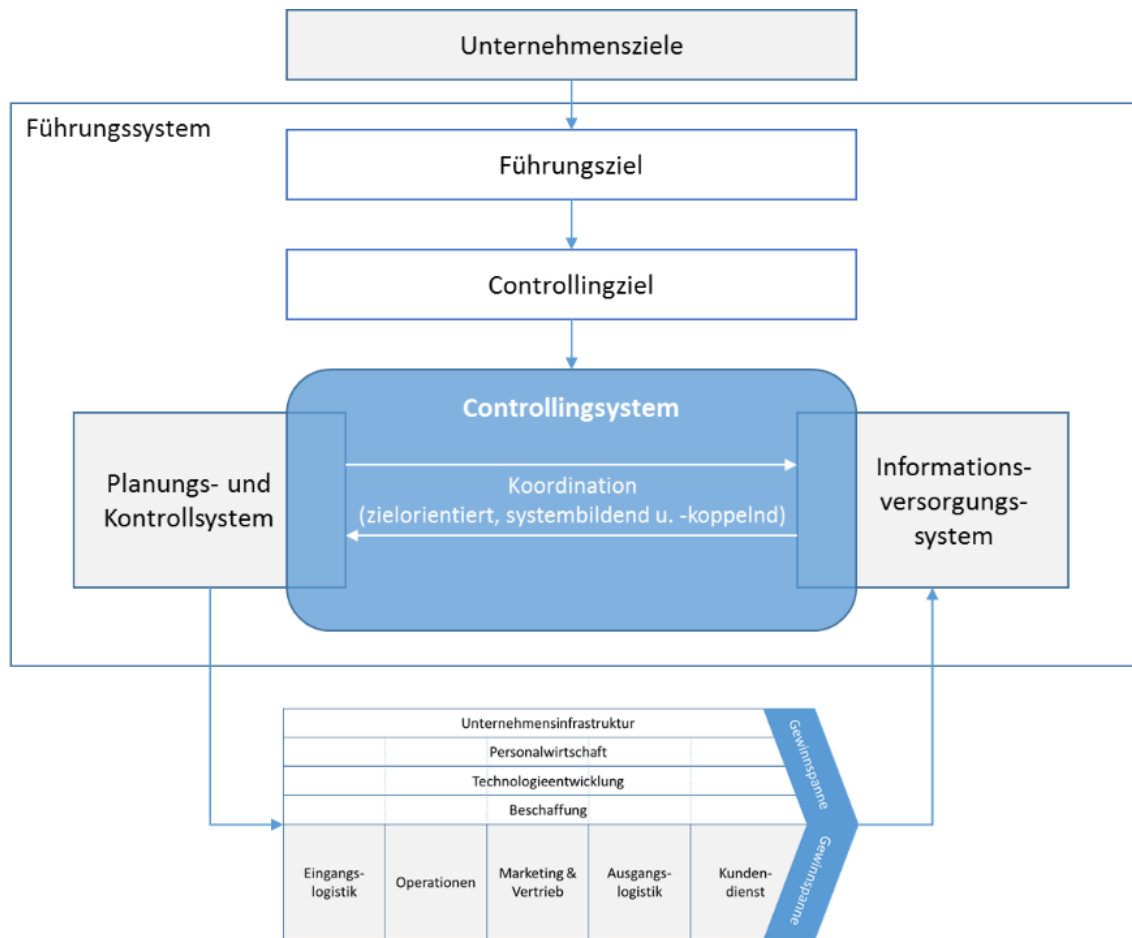 Unternehmensziele
Führungssystem
Führungsziel
Controllingziel
Controllingsystem
Planungs- und
Kontrollsystem
Koordination
(zielorientiert, systembildend u. -koppelnd)
Informations-
versorgungs-
system
Unternehmensinfrastruktur
Personalwirtschaft
Technologieentwicklung
Beschaffung
Gewinnspanne
Gewinnspanne
Eingangs-
logistik
Operationen
Marketing &
Vertrieb
Ausgangs-
logistik
Kunden-
dienst